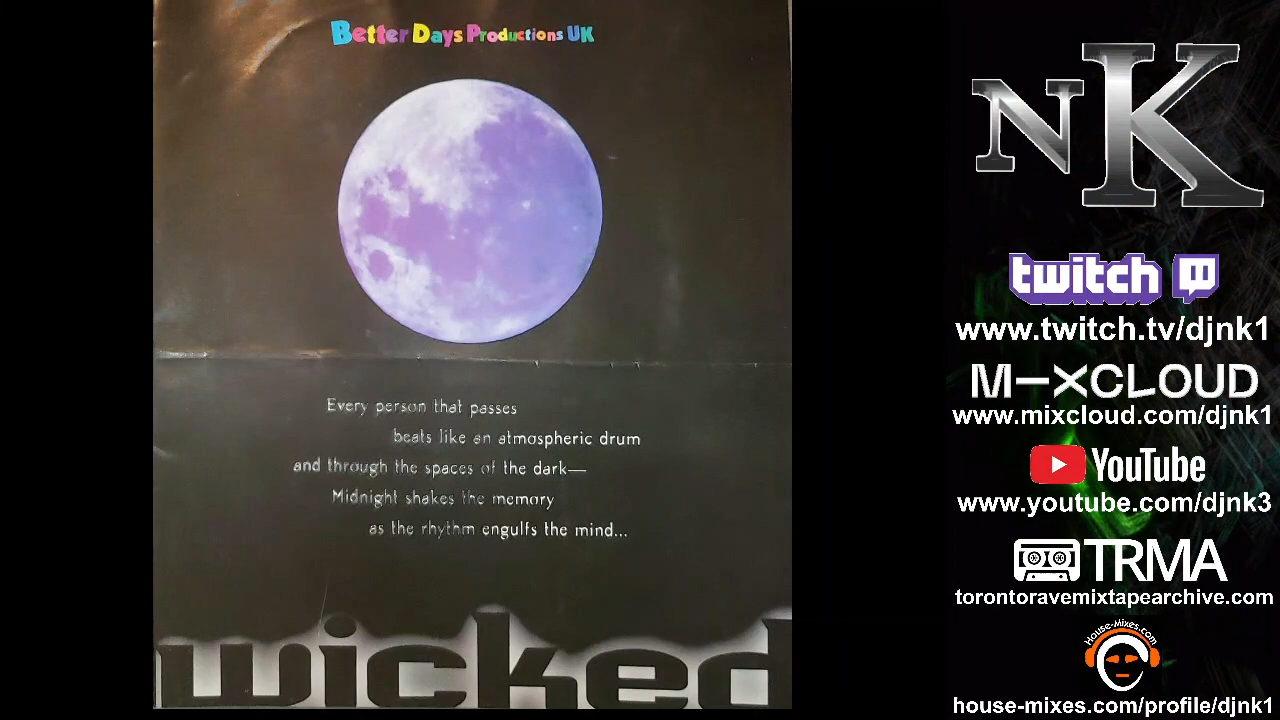 Better Days Productions UK
Every person that passes
beats like an atmospheric drum
and through the spaces of the dark—
Midnight shakes the memory
as the rhythm engulfs the mind...
wicked
NK
twitch
www.twitch.tv/djnk1
M—XCLOUD
www.mixcloud.com/djnk1
YouTube
www.youtube.com/djnk3
TRMA
torontoravemixtapearchive.com
House-Mixes.com
house-mixes.com/profile/djnk1